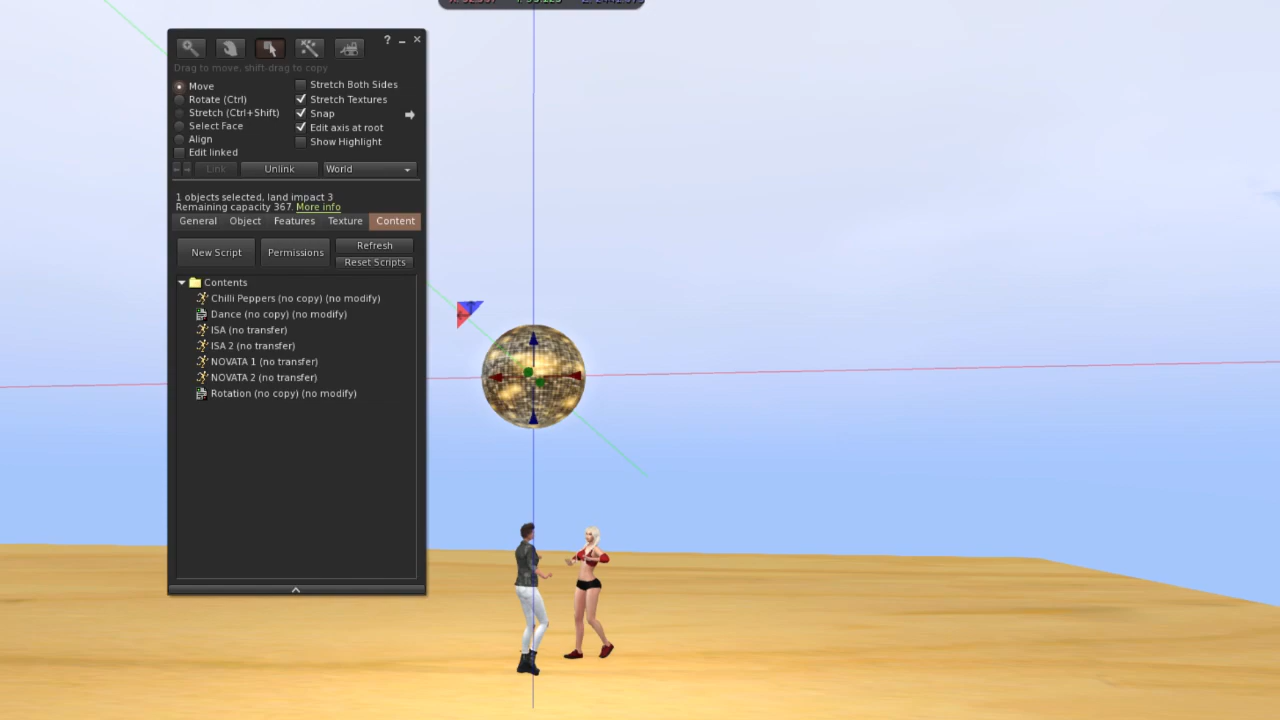 ?
Drag to move, shift-drag to copy
Move
Rotate (Ctrl)
Stretch (Ctrl+Shift)
Select Face
Align
Edit linked
Stretch Both Sides
Stretch Textures
Snap
Edit axis at root
Show Highlight
Link Unlink World
1 objects selected, land impact 3
Remaining capacity 367. More info
General Object Features Texture Content
New Script Permissions Refresh
Reset Scripts
Contents
Chilli Peppers (no copy) (no modify)
Dance (no copy) (no modify)
ISA (no transfer)
ISA 2 (no transfer)
NOVATA 1 (no transfer)
NOVATA 2 (no transfer)
Rotation (no copy) (no modify)